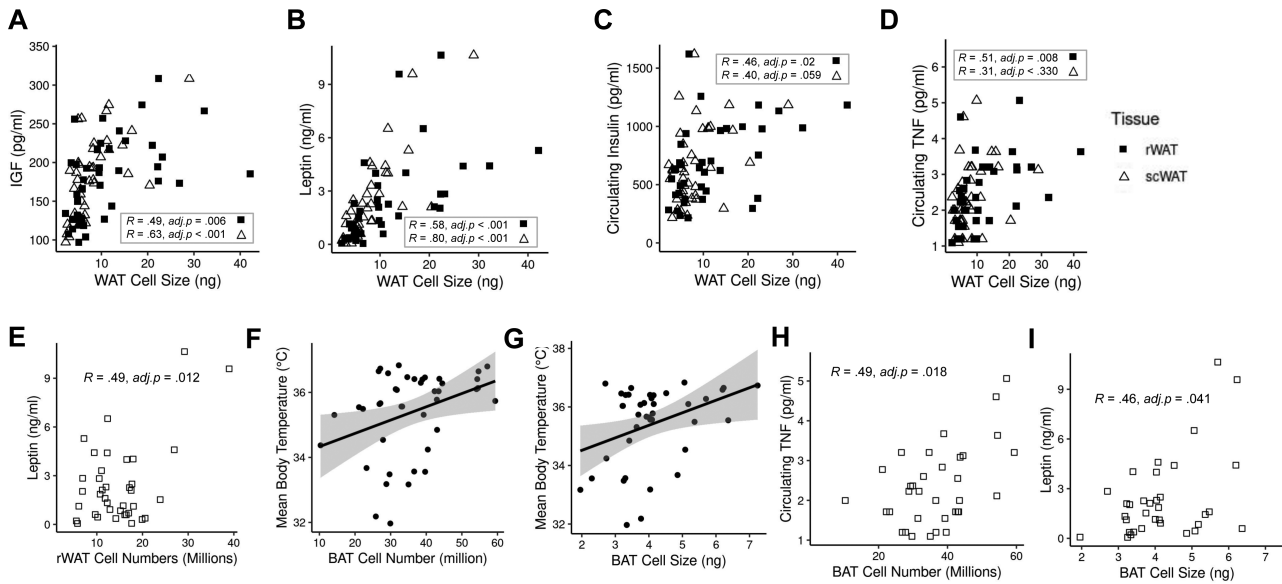 A
IGF (pg/ml)
350
300
250
200
150
100
R = .49, adj.p = .006
R = .63, adj.p < .001
0
10
20
30
40
WAT Cell Size (ng)
B
Leptin (ng/ml)
9
6
3
0
R = .58, adj.p < .001
R = .80, adj.p < .001
0
10
20
30
40
WAT Cell Size (ng)
C
Circulating Insulin (pg/ml)
1500
1000
500
0
R = .46, adj.p = .02
R = .40, adj.p = .059
0
10
20
30
40
WAT Cell Size (ng)
D
Circulating TNF (pg/ml)
6
5
4
3
2
1
R = .51, adj.p = .008
R = .31, adj.p < .330
0
10
20
30
40
WAT Cell Size (ng)
Tissue
rWAT
scWAT
E
Leptin (ng/ml)
9
6
3
0
R = .49, adj.p = .012
10
20
30
40
rWAT Cell Numbers (Millions)
F
Mean Body Temperature (°C)
36
34
32
10
20
30
40
50
60
BAT Cell Number (million)
G
Mean Body Temperature (°C)
38
36
34
32
2
3
4
5
6
7
BAT Cell Size (ng)
H
Circulating TNF (pg/ml)
5
4
3
2
1
R = .49, adj.p = .018
20
40
60
BAT Cell Number (Millions)
I
Leptin (ng/ml)
9
6
3
0
R = .46, adj.p = .041
2
3
4
5
6
7
BAT Cell Size (ng)